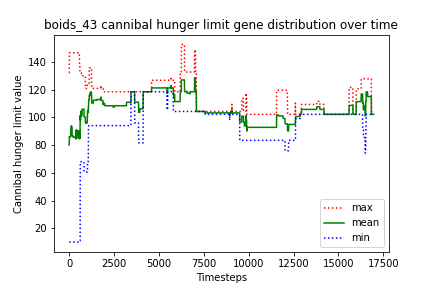 boids_43 cannibal hunger limit gene distribution over time
Cannibal hunger limit value
160
140
120
100
80
60
40
20
0
2500
5000
7500
10000
12500
15000
17500
Timesteps
max
mean
min